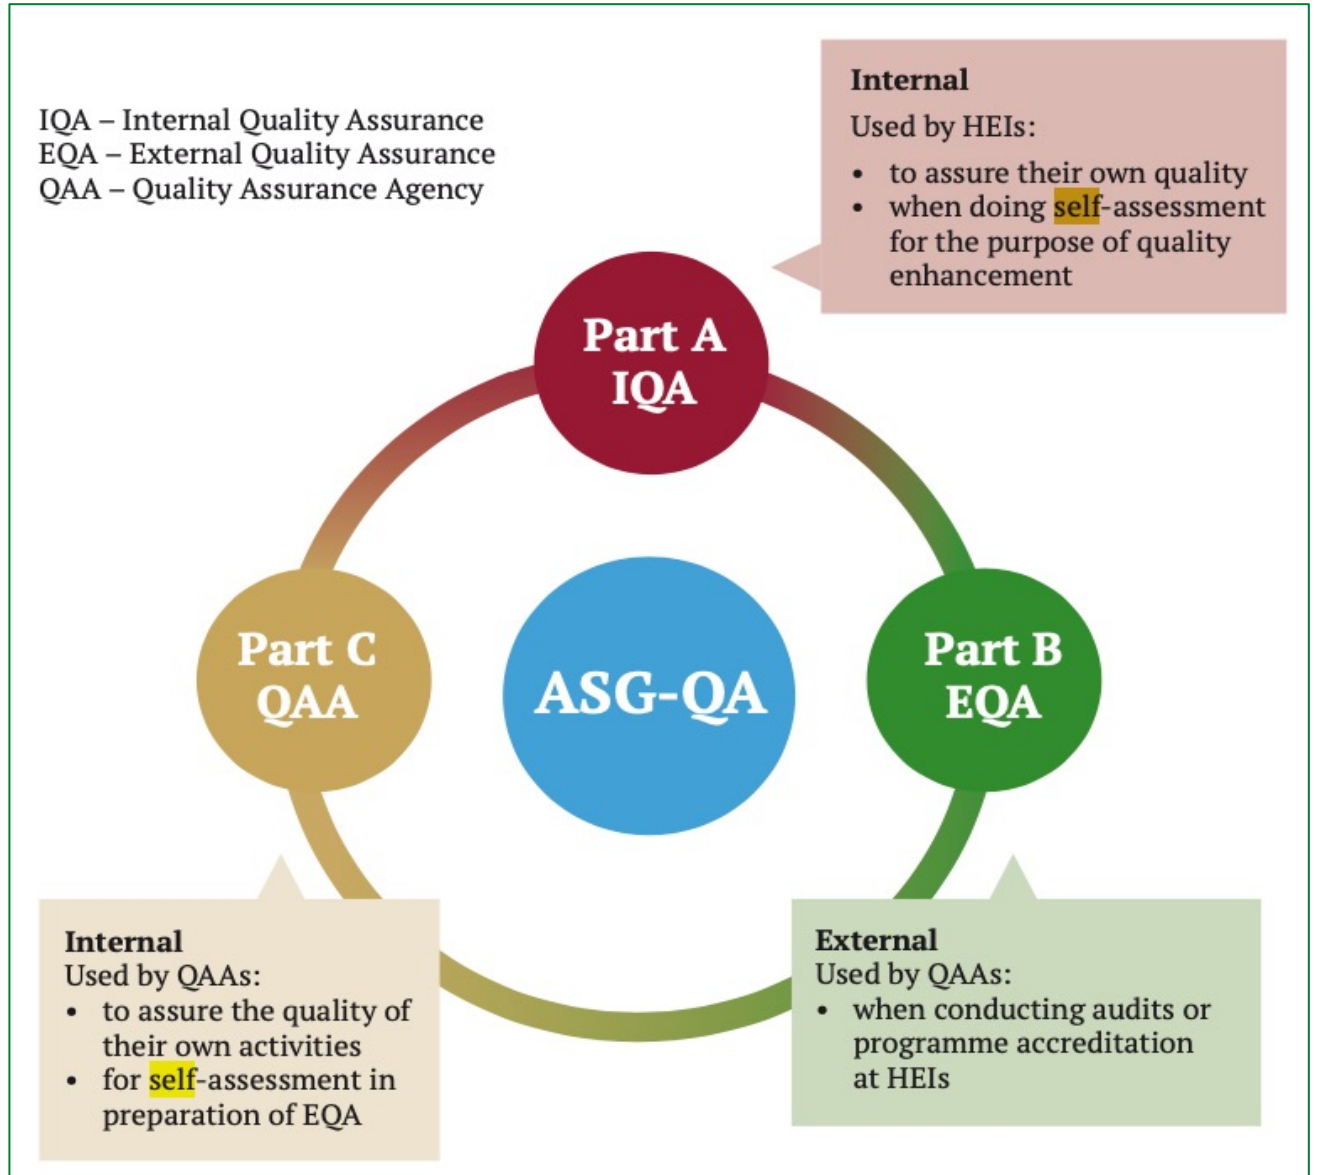 IQA – Internal Quality Assurance
EQA – External Quality Assurance
QAA – Quality Assurance Agency
Internal
Used by HEIs:
• to assure their own quality
• when doing self-assessment
for the purpose of quality
enhancement
Part A
IQA
Part C
QAA
ASG-QA
Part B
EQA
Internal
Used by QAAs:
• to assure the quality of
their own activities
• for self-assessment in
preparation of EQA
External
Used by QAAs:
• when conducting audits or
programme accreditation
at HEIs